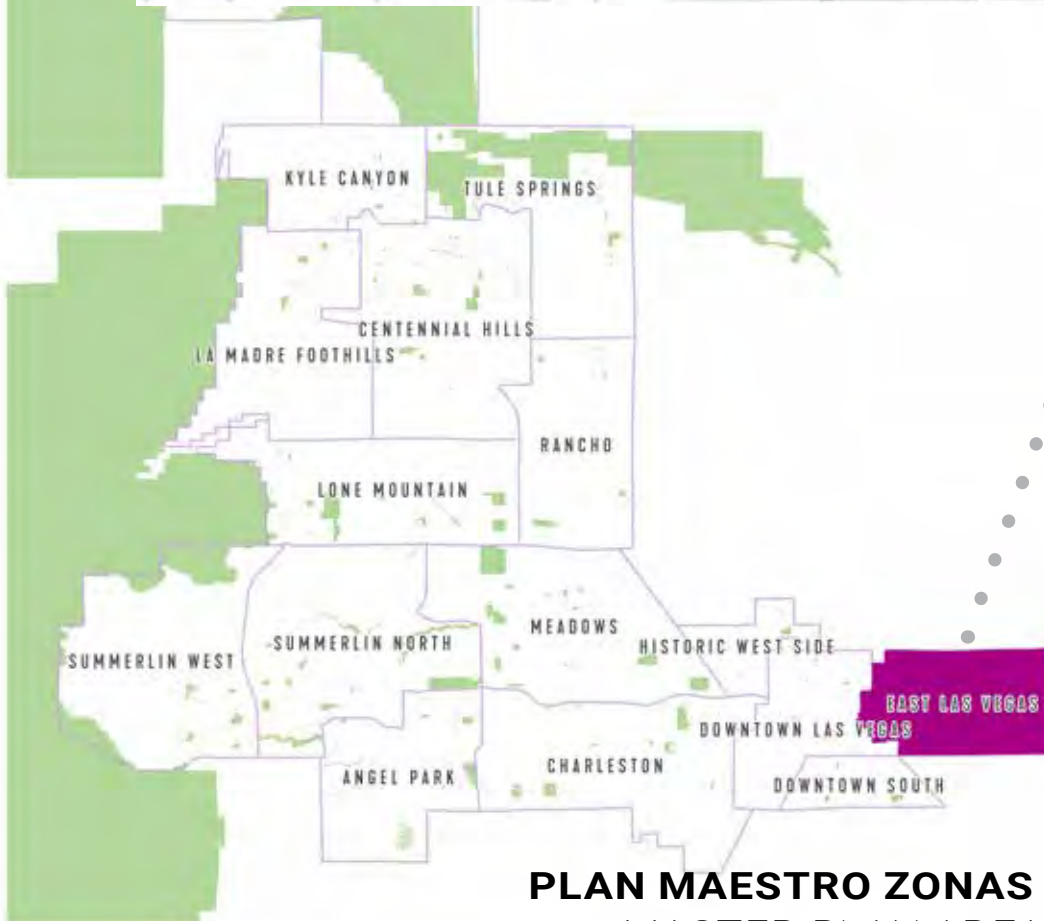 KYLE CANYON
TULE SPRINGS
CENTENNIAL HILLS
LA MADRE FOOTHILLS
RANCHO
LONE MOUNTAIN
MEADOWS
SUMMERLIN NORTH
HISTORIC WEST SIDE
SUMMERLIN WEST
EAST LAS VEGAS
DOWNTOWN LAS VEGAS
CHARLESTON
ANGEL PARK
DOWNTOWN SOUTH
PLAN MAESTRO ZONAS